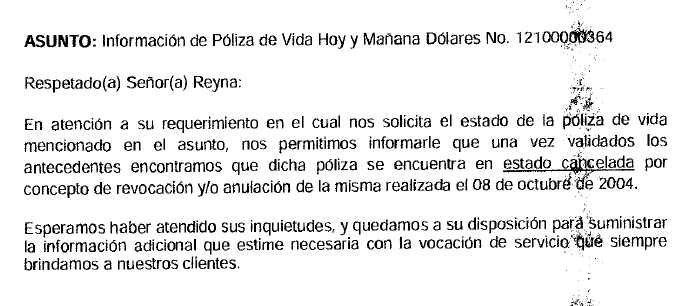 ASUNTO: Información de Póliza de Vida Hoy y Mañana Dólares No. 12100000364
Respetado(a) Señor(a) Reyna:
En atención a su requerimiento en el cual nos solicita el estado de la póliza de vida
mencionado en el asunto, nos permitimos informarle que una vez validados los
antecedentes encontramos que dicha póliza se encuentra en estado cancelada por
concepto de revocación y/o anulación de la misma realizada el 08 de octubre de 2004.
Esperamos haber atendido sus inquietudes, y quedamos a su disposición para suministrar
la información adicional que estime necesaria con la vocación de servicio que siempre
brindamos a nuestros clientes.